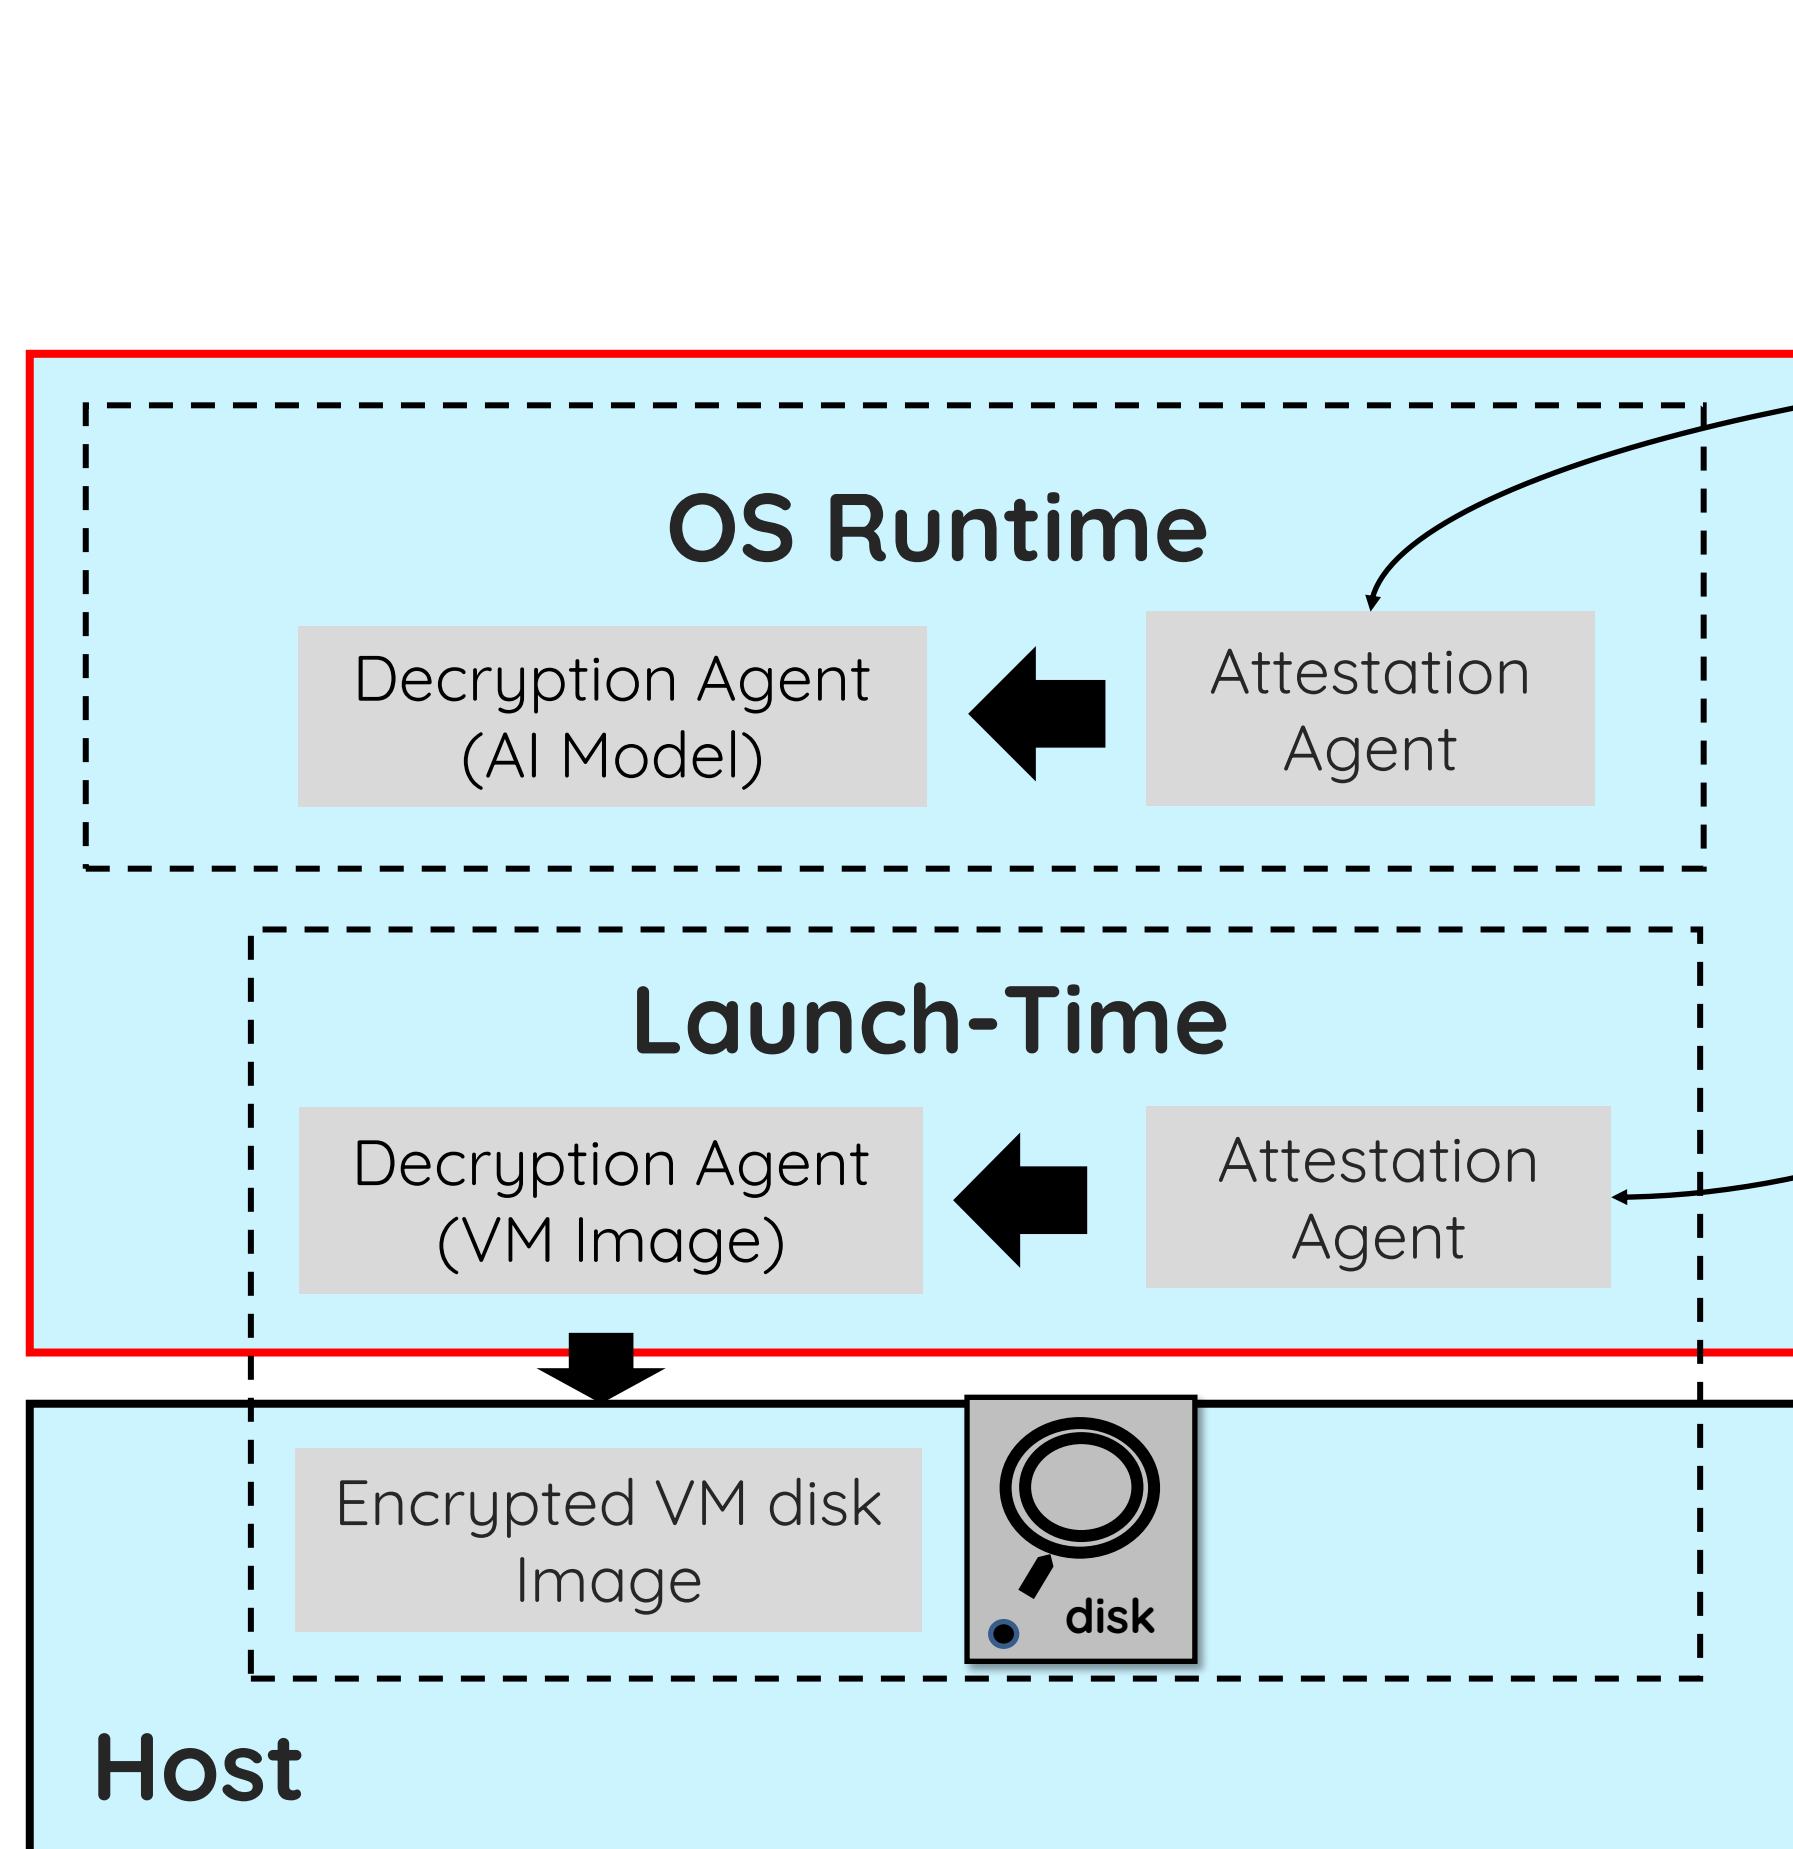 OS Runtime
Decryption Agent
(AI Model)
Attestation
Agent
Launch-Time
Decryption Agent
(VM Image)
Attestation
Agent
Encrypted VM disk
Image
disk
Host